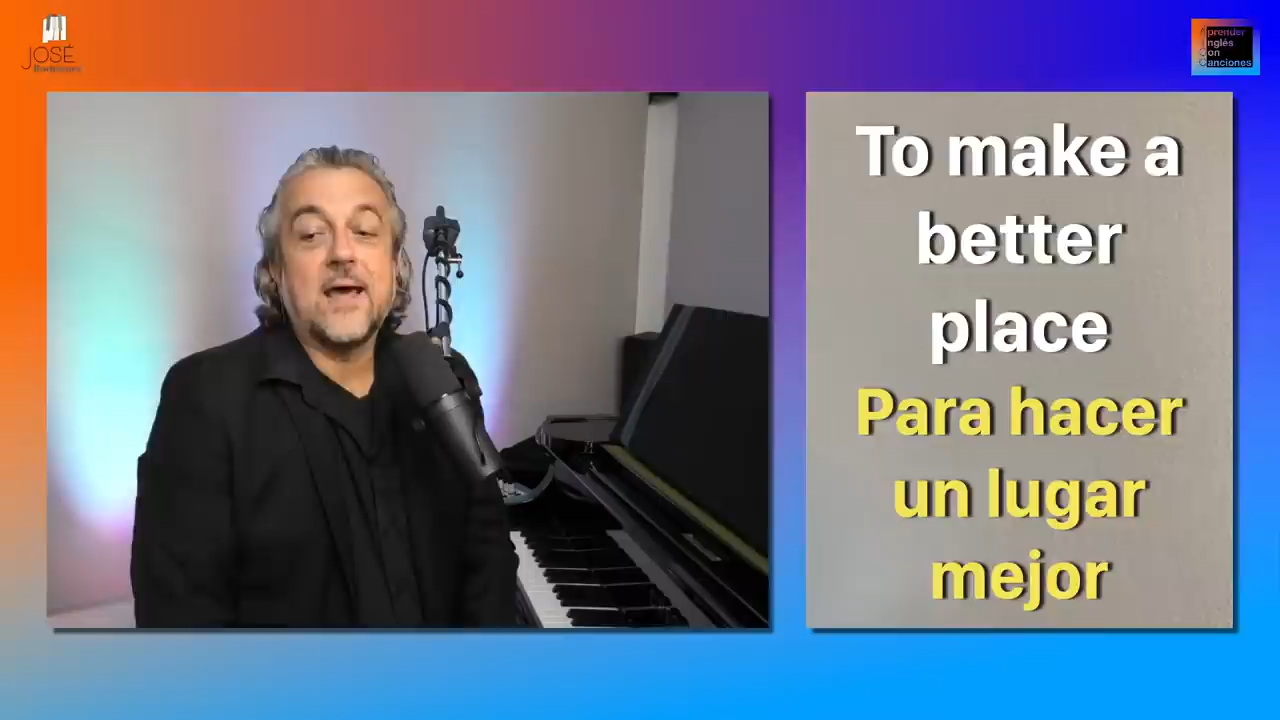 JOSÉ
Aprender
Inglés
Con
Canciones
To make a
better
place
Para hacer
un lugar
mejor